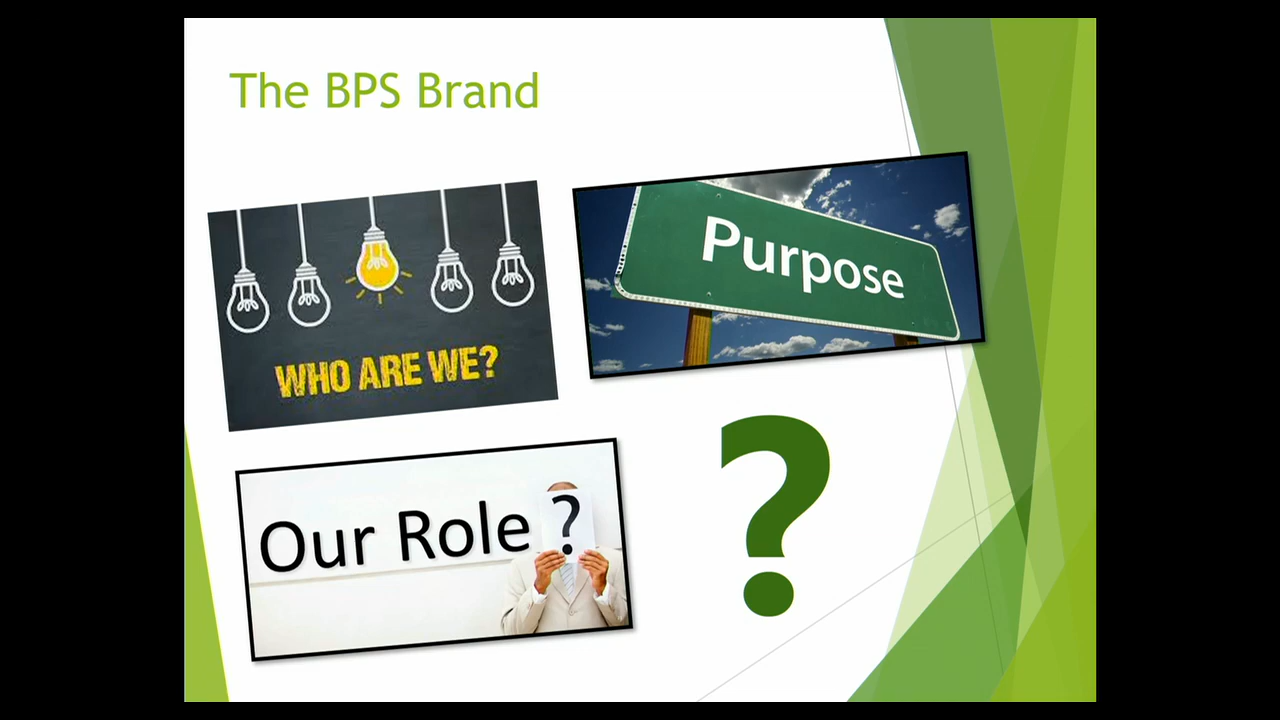 The BPS Brand
WHO ARE WE?
Purpose
Our Role ?
?